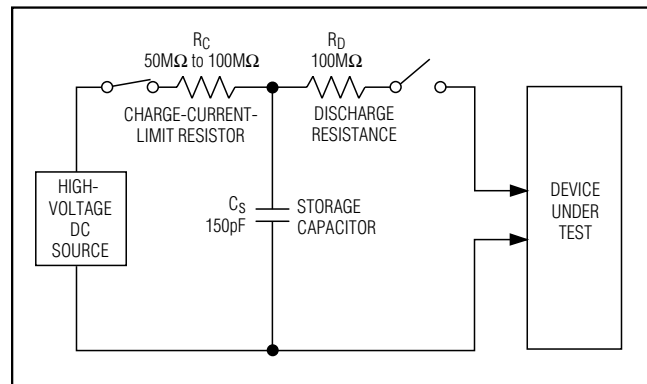 RC
50MΩ to 100MΩ
CHARGE-CURRENT-
LIMIT RESISTOR
RD
100MΩ
DISCHARGE
RESISTANCE
HIGH-
VOLTAGE
DC
SOURCE
CS
150pF
STORAGE
CAPACITOR
DEVICE
UNDER
TEST